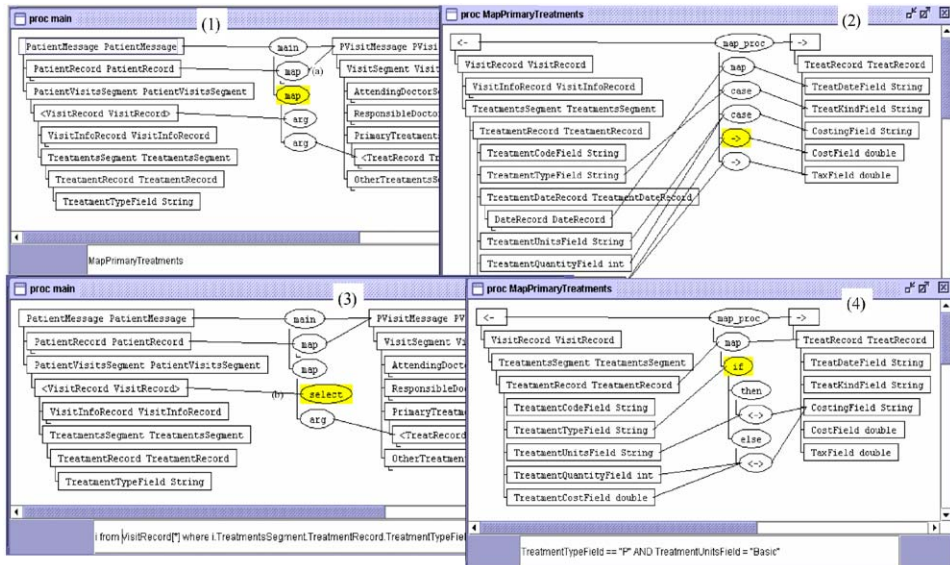 proc main
(1)
PatientMessage PatientMessage
main
PVisitMessage PVisi
PatientRecord PatientRecord
map
(a)
VisitSegment Visit
PatientVisitsSegment PatientVisitsSegment
map
AttendingDoctorSe
<VisitRecord VisitRecord>
arg
ResponsibleDoctor
VisitInfoRecord VisitInfoRecord
PrimaryTreatments
TreatmentsSegment TreatmentsSegment
arg
<TreatRecord Tr
TreatmentRecord TreatmentRecord
OtherTreatmentsSe
TreatmentTypeField String
MapPrimaryTreatments
proc MapPrimaryTreatments
(2)
<-
map_proc
->
VisitRecord VisitRecord
map
TreatRecord TreatRecord
VisitInfoRecord VisitInfoRecord
case
TreatDateField String
TreatmentsSegment TreatmentsSegment
case
TreatKindField String
TreatmentRecord TreatmentRecord
->
CostingField String
TreatmentCodeField String
CostField double
TreatmentTypeField String
->
TaxField double
TreatmentDateRecord TreatmentDateRecord
DateRecord DateRecord
TreatmentUnitsField String
TreatmentQuantityField int
proc main
(3)
PatientMessage PatientMessage
main
PVisitMessage PV
PatientRecord PatientRecord
map
VisitSegment Vis
PatientVisitsSegment PatientVisitsSegment
map
AttendingDocto
<VisitRecord VisitRecord>
(b)
select
ResponsibleDoc
VisitInfoRecord VisitInfoRecord
arg
PrimaryTreatme
TreatmentsSegment TreatmentsSegment
<TreatRecord
TreatmentRecord TreatmentRecord
OtherTreatment
TreatmentTypeField String
i from VisitRecord[*] where i.TreatmentsSegment.TreatmentRecord.TreatmentTypeFiel
proc MapPrimaryTreatments
(4)
<-
map_proc
->
VisitRecord VisitRecord
map
TreatRecord TreatRecord
TreatmentsSegment TreatmentsSegment
if
TreatDateField String
TreatmentRecord TreatmentRecord
then
TreatKindField String
TreatmentCodeField String
<->
CostingField String
TreatmentTypeField String
else
CostField double
TreatmentUnitsField String
<->
TaxField double
TreatmentQuantityField int
TreatmentCostField double
TreatmentTypeField == "P" AND TreatmentUnitsField = "Basic"